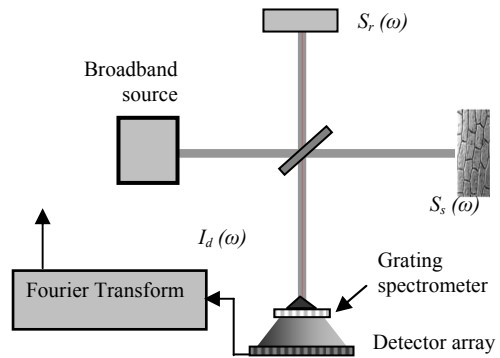 S_r (ω)
Broadband
source
S_s (ω)
I_d (ω)
Grating
spectrometer
Fourier Transform
Detector array